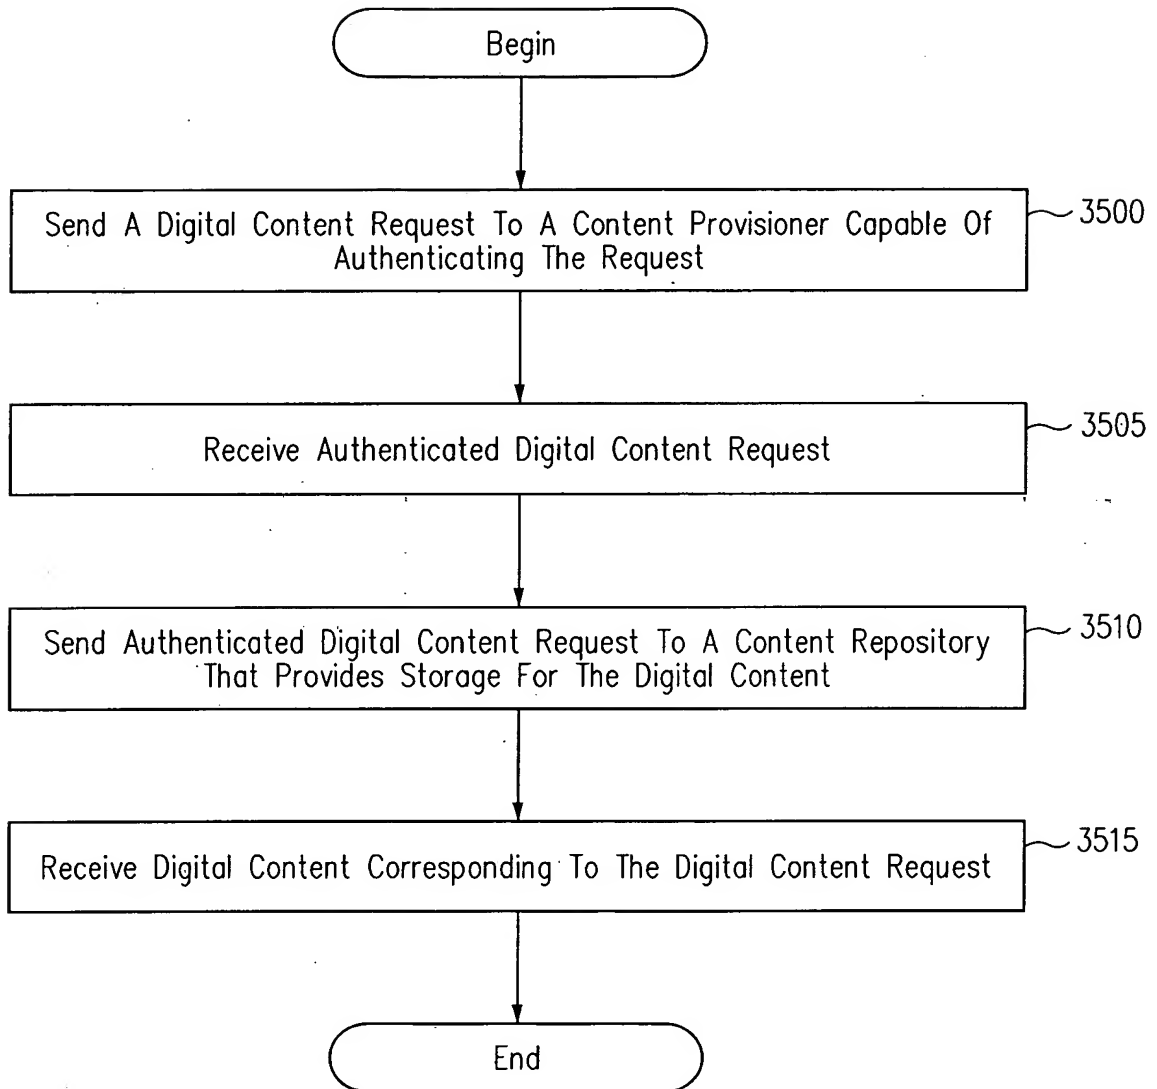 Begin
Send A Digital Content Request To A Content Provisioner Capable Of
Authenticating The Request
3500
Receive Authenticated Digital Content Request
3505
Send Authenticated Digital Content Request To A Content Repository
That Provides Storage For The Digital Content
3510
Receive Digital Content Corresponding To The Digital Content Request
3515
End